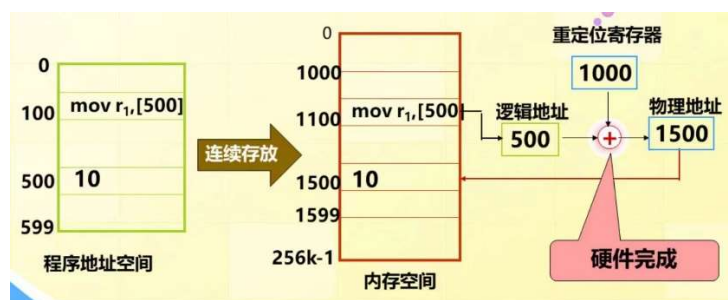 0
100
mov r1,[500]
500
10
599
程序地址空间
连续存放
0
1000
1100
mov r1,[500]
1500
10
1599
256k-1
内存空间
重定位寄存器
1000
逻辑地址
500
+
物理地址
1500
硬件完成